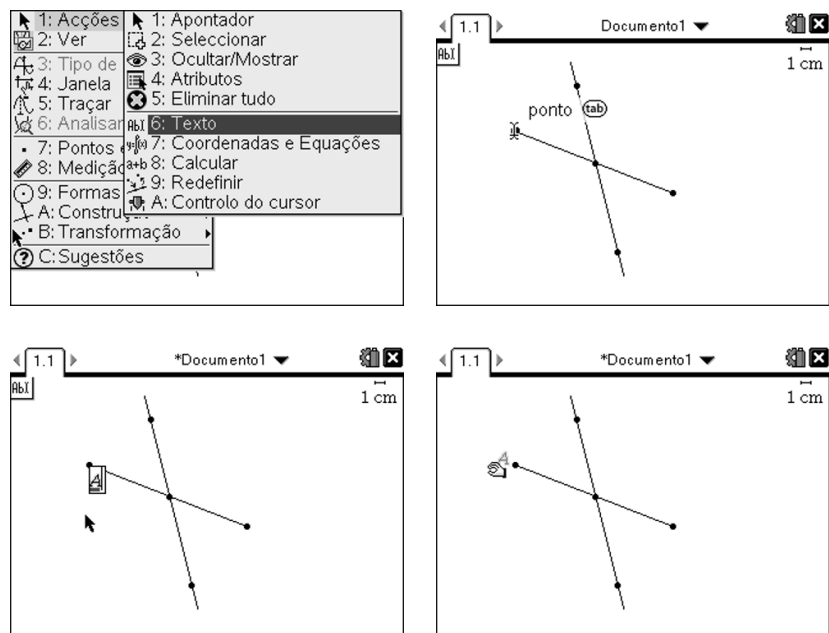 1: Acções
2: Ver
3: Tipo de
4: Janela
5: Traçar
6: Analisar
7: Pontos e
8: Medição
9: Formas
A: Constru
B: Transformação
C: Sugestões
1: Apontador
2: Seleccionar
3: Ocultar/Mostrar
4: Atributos
5: Eliminar tudo
6: Texto
7: Coordenadas e Equações
8: Calcular
9: Redefinir
A: Controlo do cursor
1.1
Documento1
1 cm
ponto tab
1.1
*Documento1
1 cm
A
1.1
*Documento1
1 cm
A